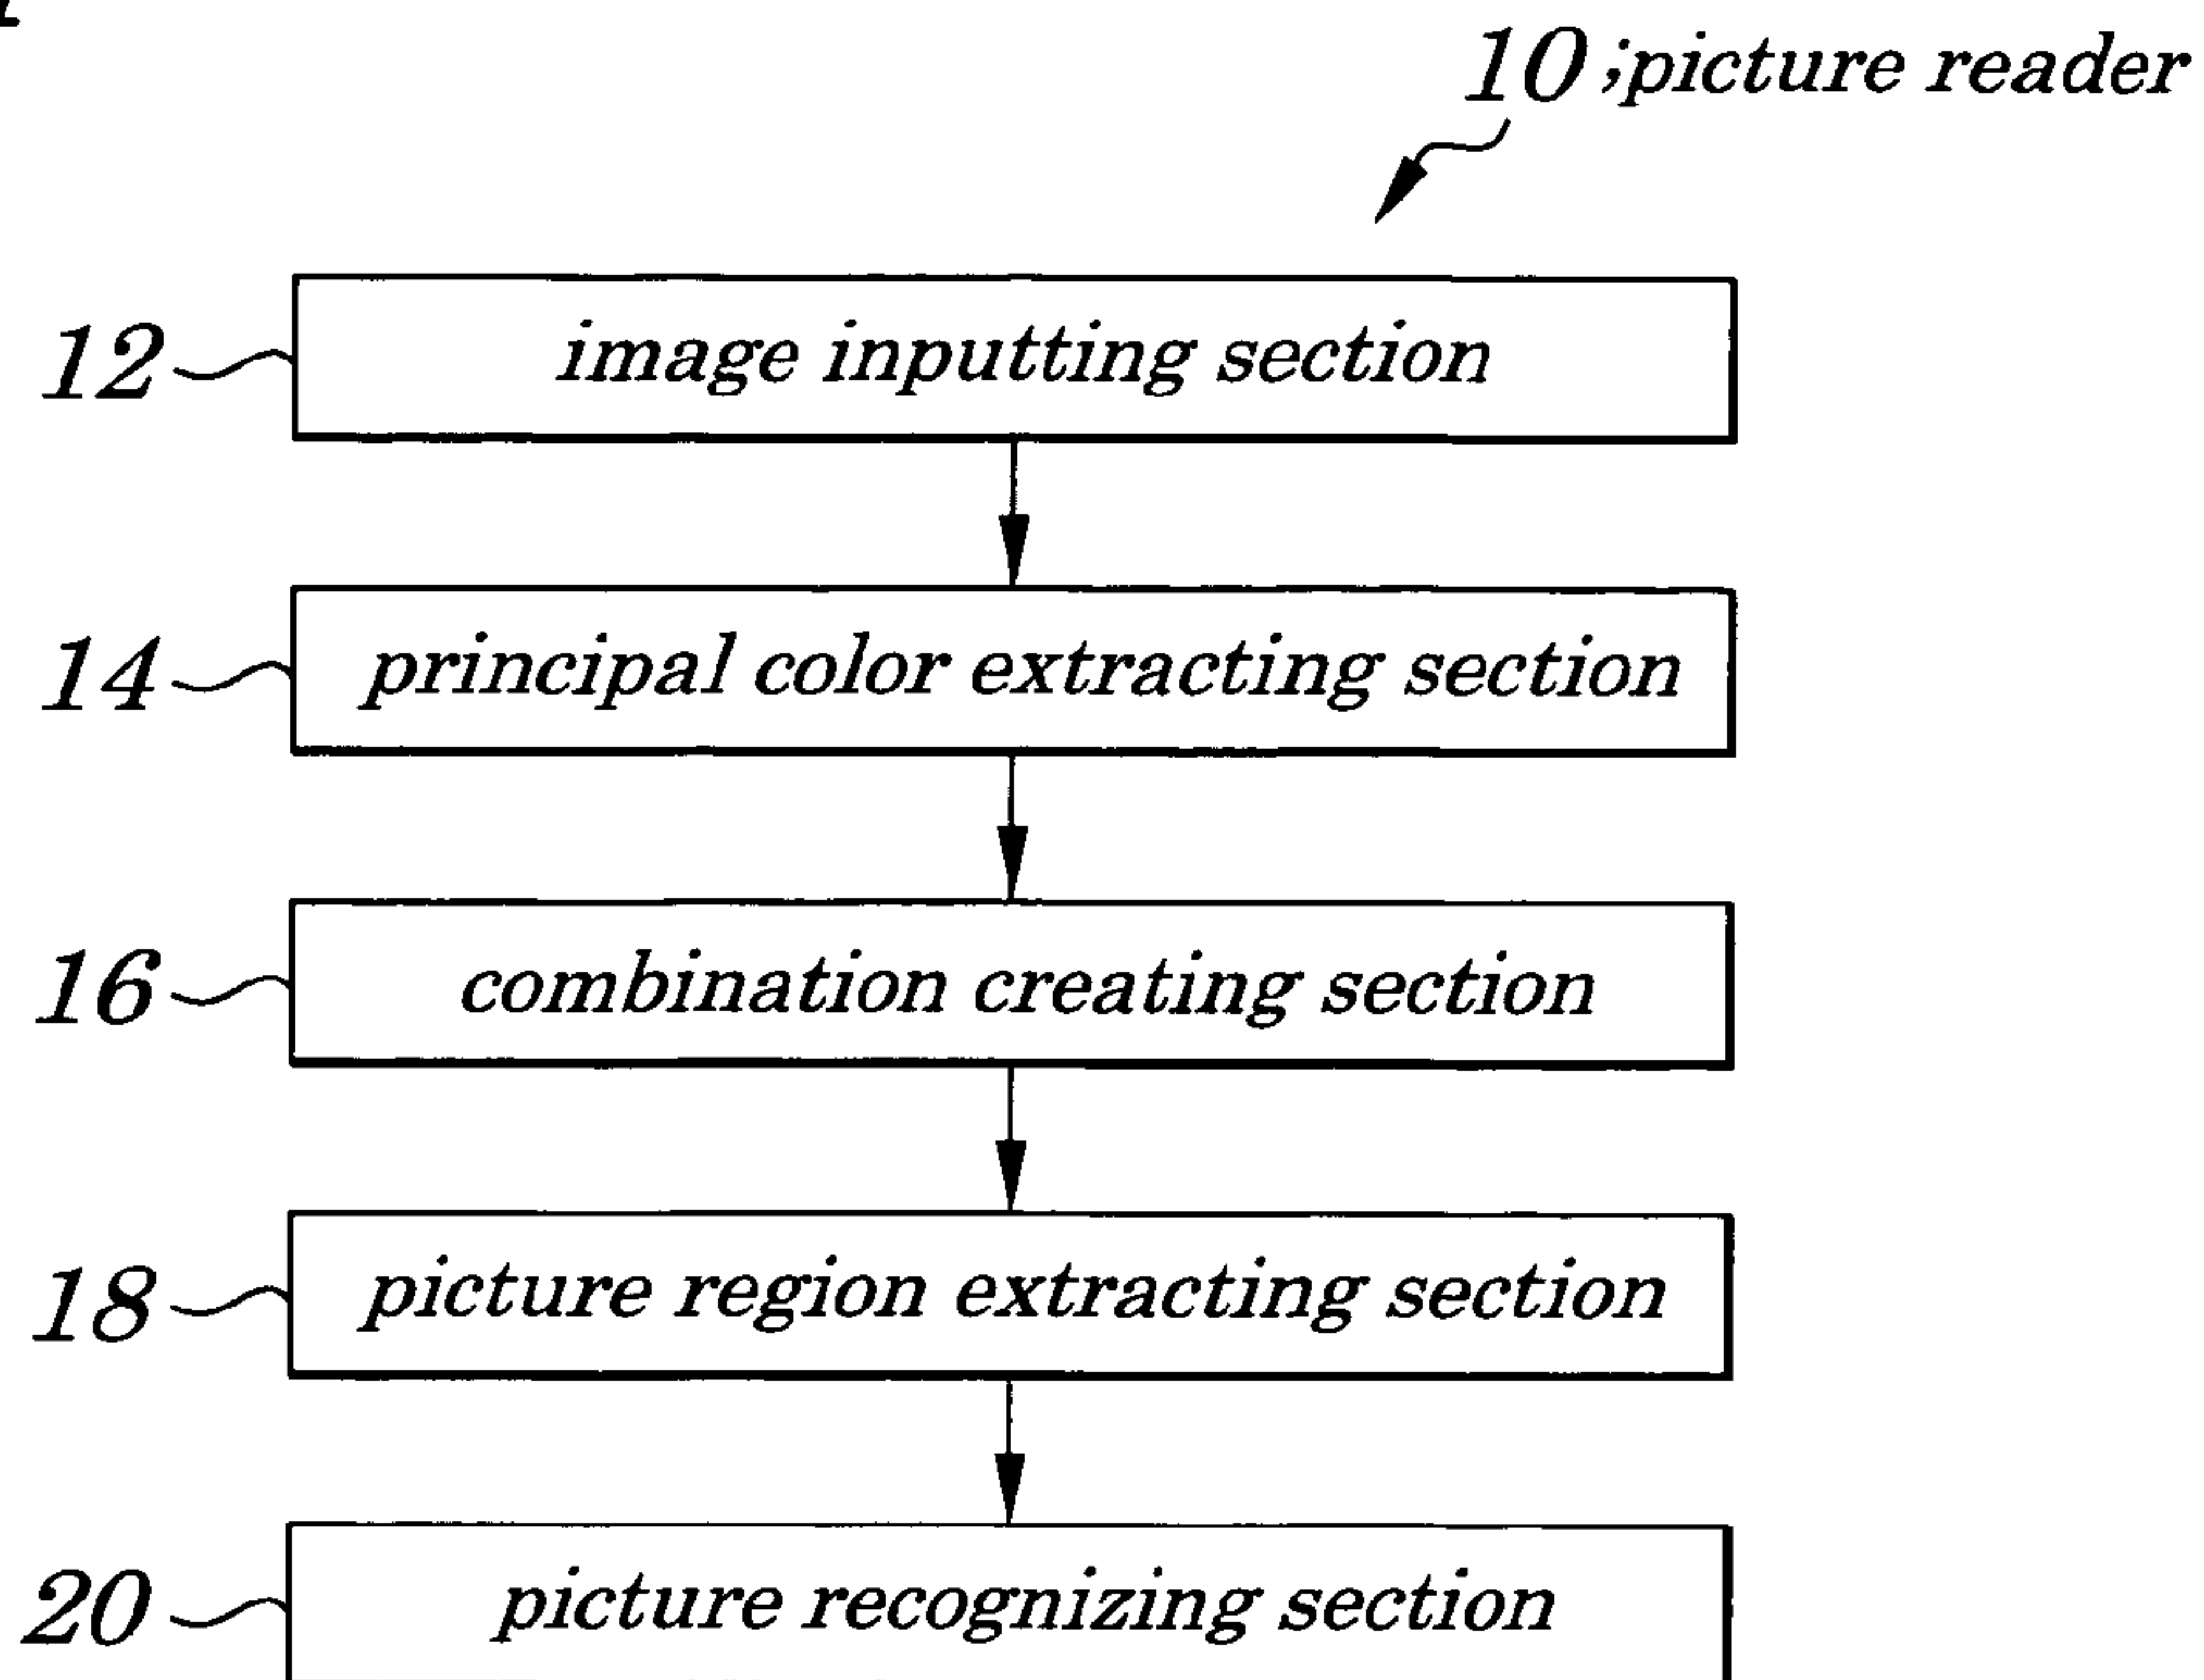 10 ;picture reader
12 image inputting section
14 principal color extracting section
16 combination creating section
18 picture region extracting section
20 picture recognizing section